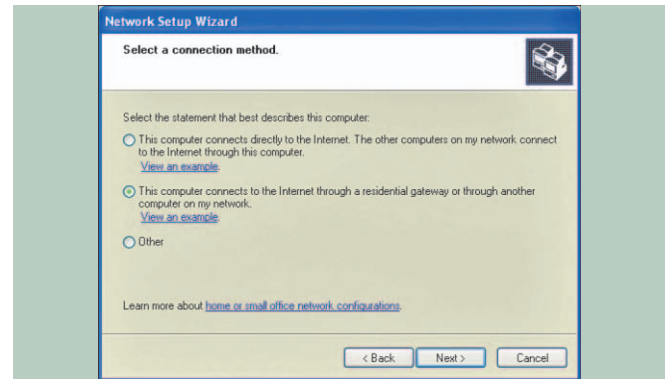 Network Setup Wizard
Select a connection method.
Select the statement that best describes this computer:
This computer connects directly to the Internet. The other computers on my network connect
to the Internet through this computer.
View an example.
This computer connects to the Internet through a residential gateway or through another
computer on my network.
View an example.
Other
Learn more about home or small office network configurations.
< Back
Next >
Cancel